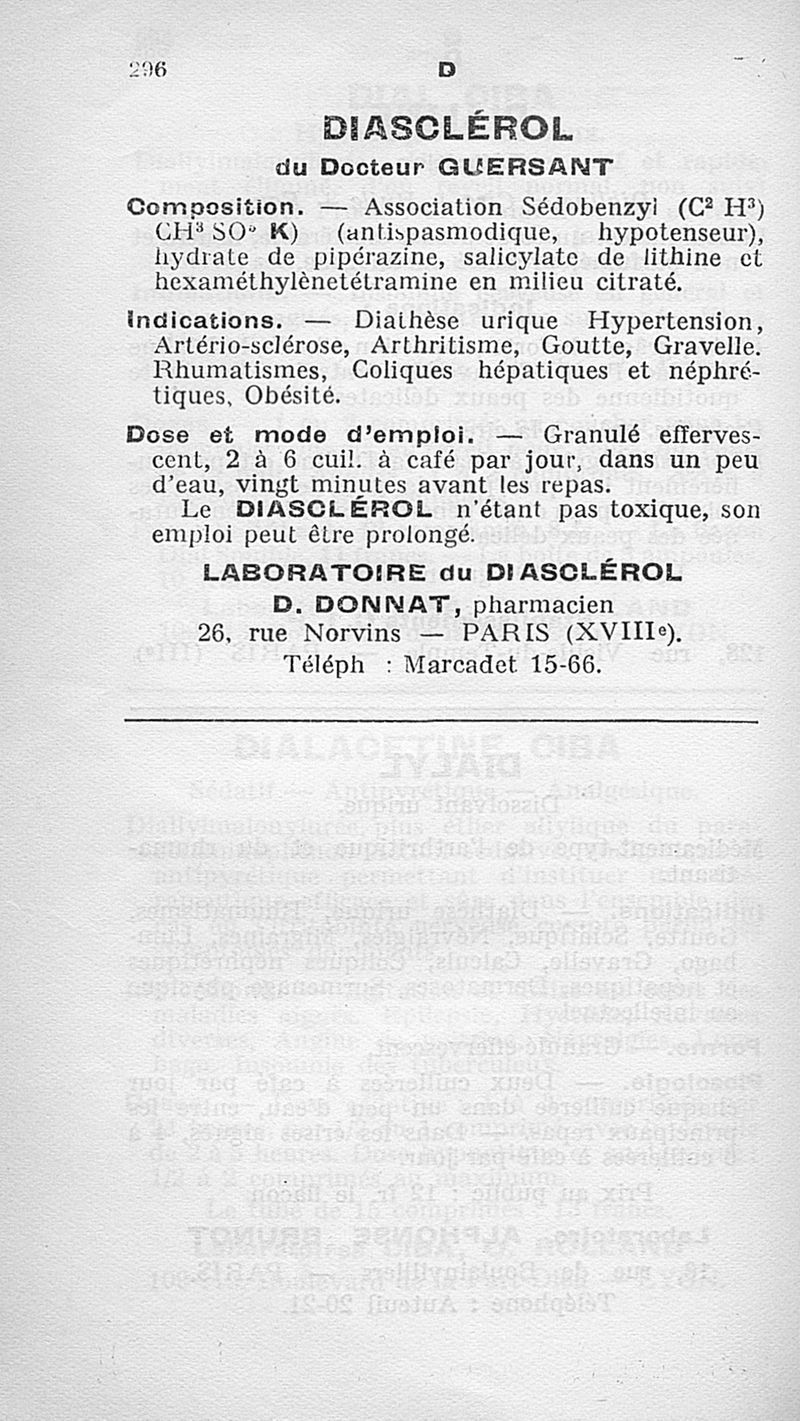 296
D
DIASCLÉROL
du Docteur GUERSANT
Composition. — Association Sédobenzyl (C² H³)
CH³ SO³ K) (antispasmodique, hypotenseur),
hydrate de pipérazine, salicylate de lithine et
hexaméthylènetétramine en milieu citraté.
Indications. — Diathèse urique Hypertension,
Artério-sclérose, Arthritisme, Goutte, Gravelle.
Rhumatismes, Coliques hépatiques et néphré-
tiques, Obésité.
Dose et mode d'emploi. — Granulé efferves-
cent, 2 à 6 cuil. à café par jour, dans un peu
d'eau, vingt minutes avant les repas.
Le DIASCLÉROL n'étant pas toxique, son
emploi peut être prolongé.
LABORATOIRE du DIASCLÉROL
D. DONNAT, pharmacien
26, rue Norvins — PARIS (XVIIIᵉ).
Téléph : Marcadet 15-66.